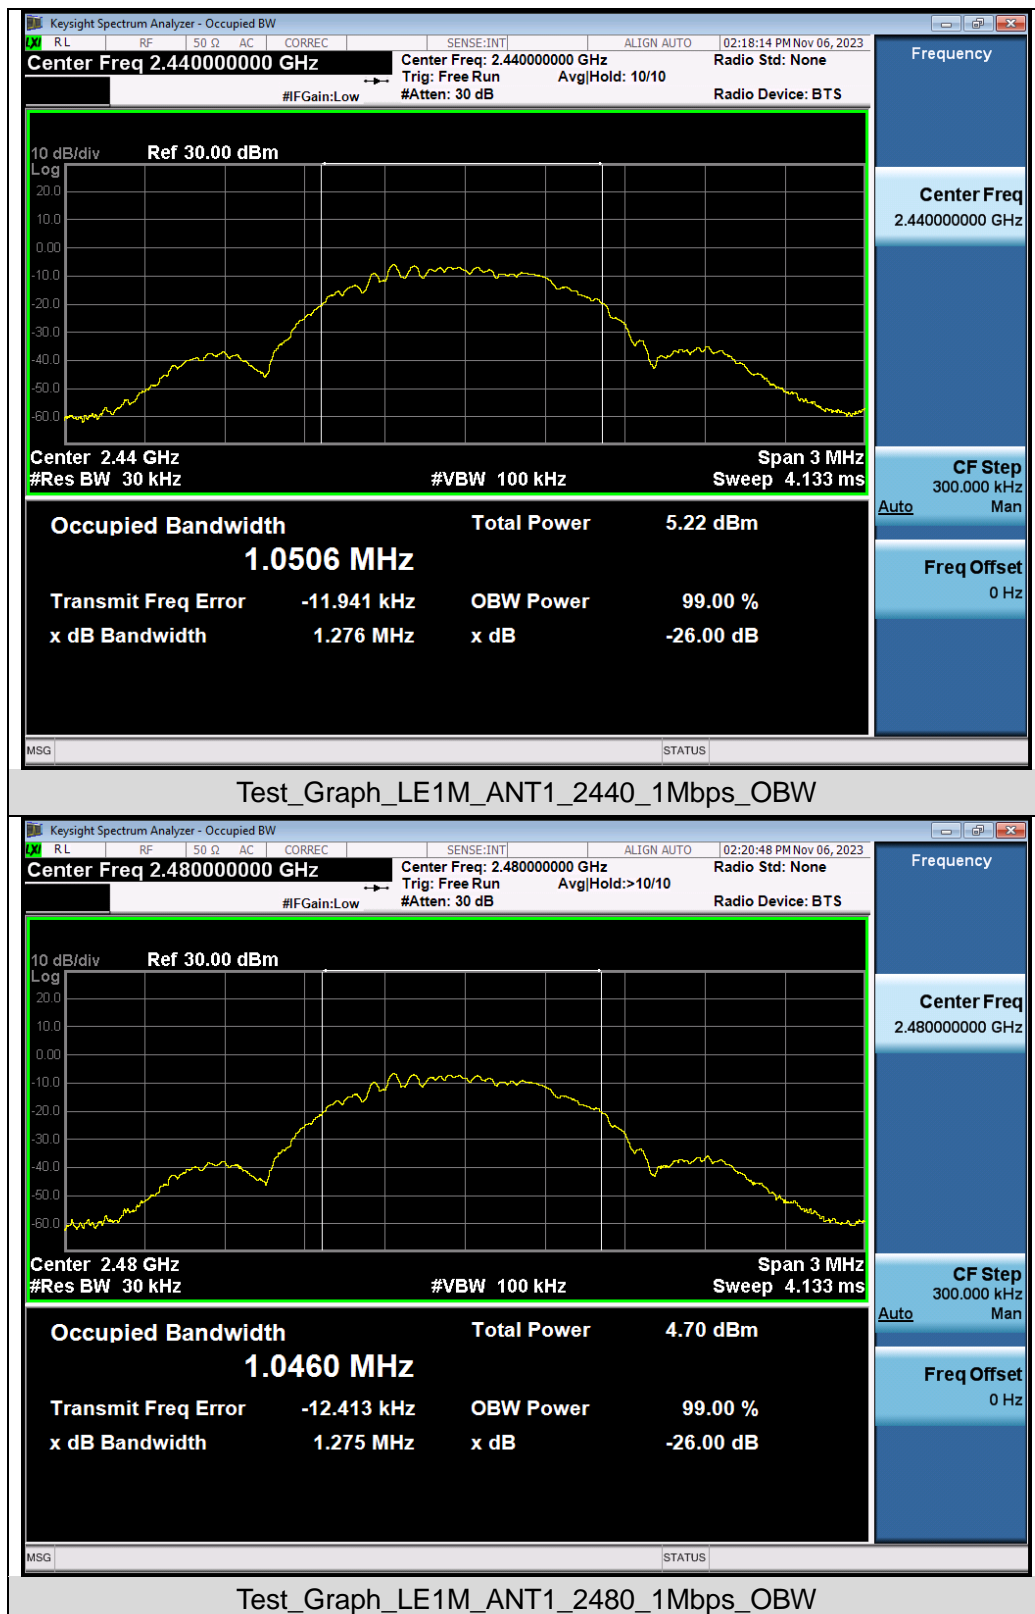 Keysight Spectrum Analyzer - Occupied BW
LXI RL RF 50 Ω AC CORREC SENSE:INT ALIGN AUTO 02:18:14 PM Nov 06, 2023
Center Freq 2.440000000 GHz
Center Freq: 2.440000000 GHz Radio Std: None
Trig: Free Run Avg|Hold: 10/10
#IFGain:Low #Atten: 30 dB Radio Device: BTS
Frequency
10 dB/div Ref 30.00 dBm
Log
20.0
10.0
0.00
-10.0
-20.0
-30.0
-40.0
-50.0
-60.0
Center 2.44 GHz Span 3 MHz
#Res BW 30 kHz #VBW 100 kHz Sweep 4.133 ms
Center Freq
2.440000000 GHz
CF Step
300.000 kHz
Auto Man
Freq Offset
0 Hz
Occupied Bandwidth Total Power 5.22 dBm
1.0506 MHz
Transmit Freq Error -11.941 kHz OBW Power 99.00 %
x dB Bandwidth 1.276 MHz x dB -26.00 dB
MSG STATUS
Test_Graph_LE1M_ANT1_2440_1Mbps_OBW
Keysight Spectrum Analyzer - Occupied BW
LXI RL RF 50 Ω AC CORREC SENSE:INT ALIGN AUTO 02:20:48 PM Nov 06, 2023
Center Freq 2.480000000 GHz
Center Freq: 2.480000000 GHz Radio Std: None
Trig: Free Run Avg|Hold:>10/10
#IFGain:Low #Atten: 30 dB Radio Device: BTS
Frequency
10 dB/div Ref 30.00 dBm
Log
20.0
10.0
0.00
-10.0
-20.0
-30.0
-40.0
-50.0
-60.0
Center 2.48 GHz Span 3 MHz
#Res BW 30 kHz #VBW 100 kHz Sweep 4.133 ms
Center Freq
2.480000000 GHz
CF Step
300.000 kHz
Auto Man
Freq Offset
0 Hz
Occupied Bandwidth Total Power 4.70 dBm
1.0460 MHz
Transmit Freq Error -12.413 kHz OBW Power 99.00 %
x dB Bandwidth 1.275 MHz x dB -26.00 dB
MSG STATUS
Test_Graph_LE1M_ANT1_2480_1Mbps_OBW